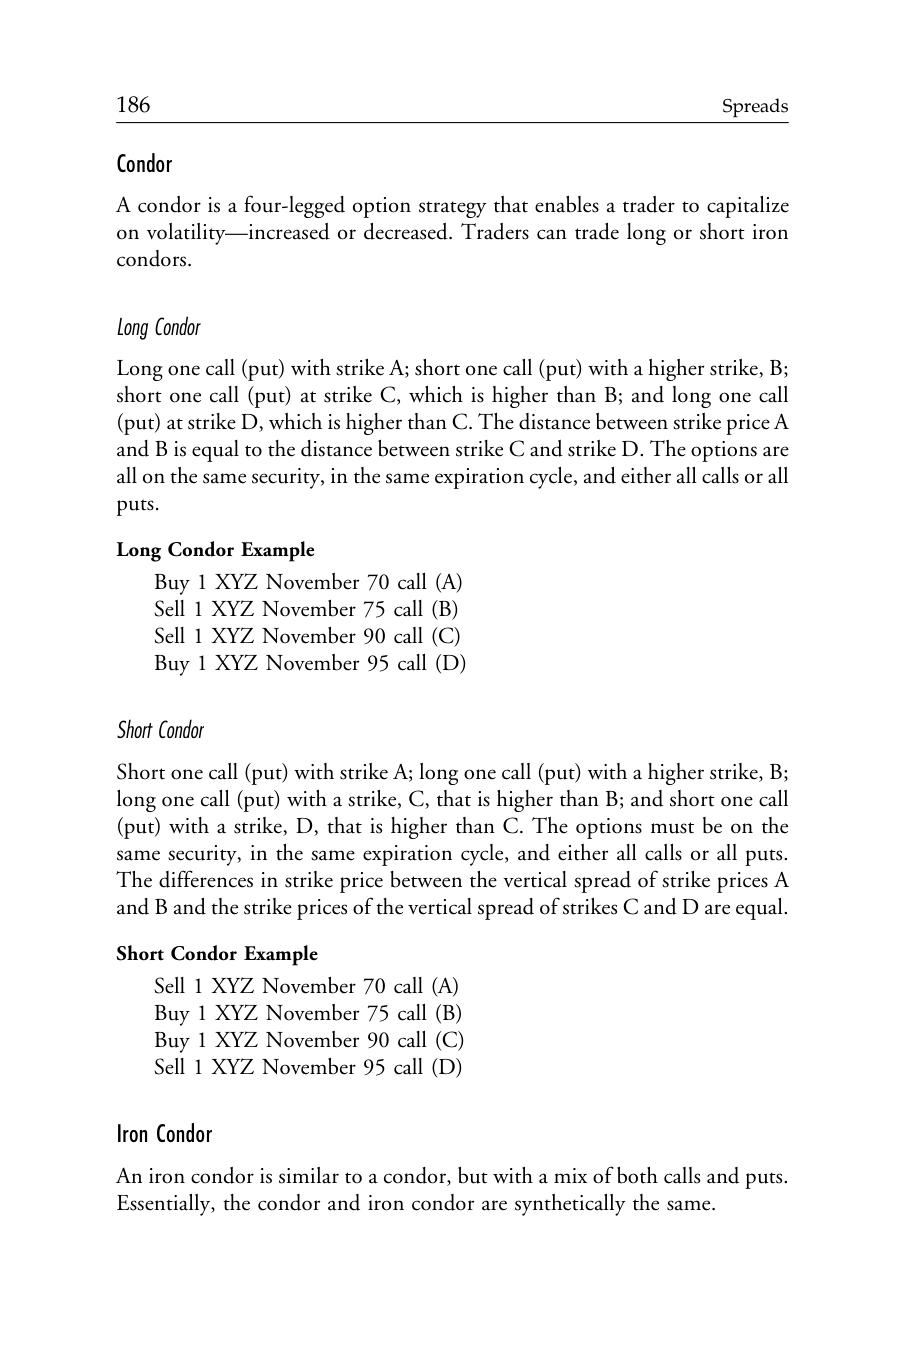 186 Spreads
Condor
A condor is a four-legged option strategy that enables a trader to capitalize
on volatility—increased or decreased. Traders can trade long or short iron
condors.
Long Condor
Long one call (put) with strike A; short one call (put) with a higher strike, B;
short one call (put) at strike C, which is higher than B; and long one call
(put) at strike D, which is higher than C. The distance between strike price A
and B is equal to the distance between strike C and strike D. The options are
all on the same security, in the same expiration cycle, and either all calls or all
puts.
Long Condor Example
Buy 1 XYZ November 70 call (A)
Sell 1 XYZ November 75 call (B)
Sell 1 XYZ November 90 call (C)
Buy 1 XYZ November 95 call (D)
Short Condor
Short one call (put) with strike A; long one call (put) with a higher strike, B;
long one call (put) with a strike, C, that is higher than B; and short one call
(put) with a strike, D, that is higher than C. The options must be on the
same security, in the same expiration cycle, and either all calls or all puts.
The differences in strike price between the vertical spread of strike prices A
and B and the strike prices of the vertical spread of strikes C and D are equal.
Short Condor Example
Sell 1 XYZ November 70 call (A)
Buy 1 XYZ November 75 call (B)
Buy 1 XYZ November 90 call (C)
Sell 1 XYZ November 95 call (D)
Iron Condor
An iron condor is similar to a condor, but with a mix of both calls and puts.
Essentially, the condor and iron condor are synthetically the same.